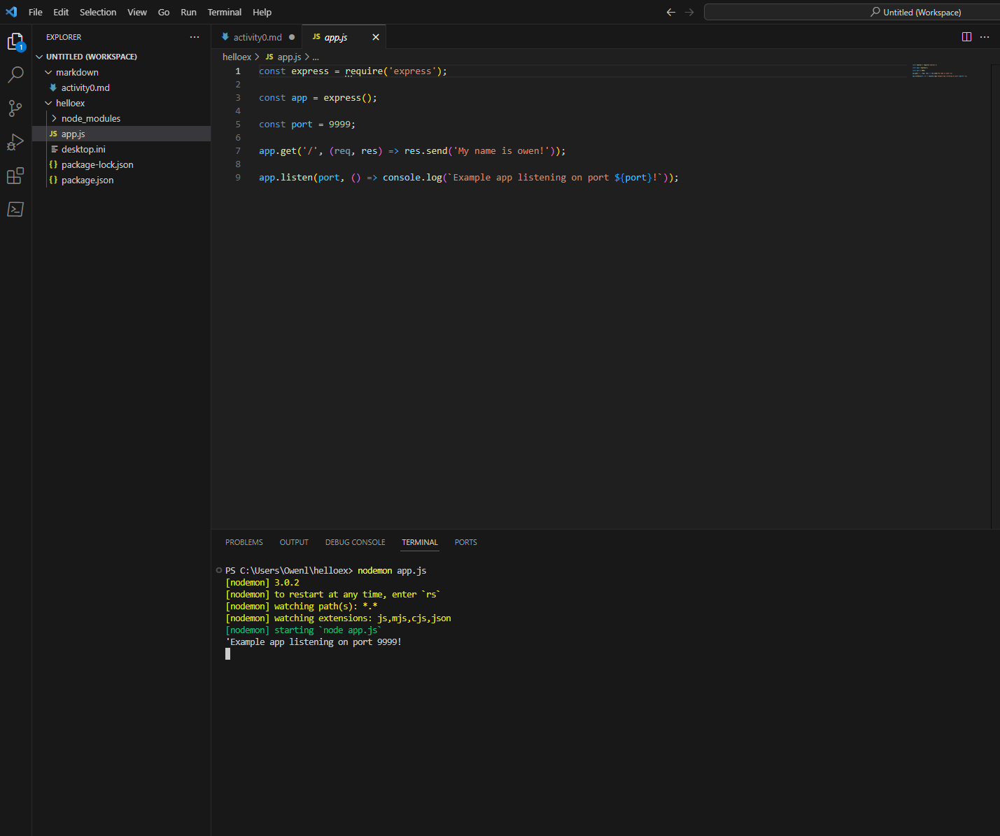 File Edit Selection View Go Run Terminal Help
Untitled (Workspace)
EXPLORER
1
UNTITLED (WORKSPACE)
markdown
activity0.md
helloex
node_modules
JS app.js
desktop.ini
{} package-lock.json
{} package.json
activity0.md
JS app.js
helloex > JS app.js > ...
1 const express = require('express');
2
3 const app = express();
4
5 const port = 9999;
6
7 app.get('/', (req, res) => res.send('My name is owen!'));
8
9 app.listen(port, () => console.log(`Example app listening on port ${port}!`));
PROBLEMS OUTPUT DEBUG CONSOLE TERMINAL PORTS
PS C:\Users\Owenl\helloex> nodemon app.js
[nodemon] 3.0.2
[nodemon] to restart at any time, enter `rs`
[nodemon] watching path(s): *.*
[nodemon] watching extensions: js,mjs,cjs,json
[nodemon] starting `node app.js`
'Example app listening on port 9999!